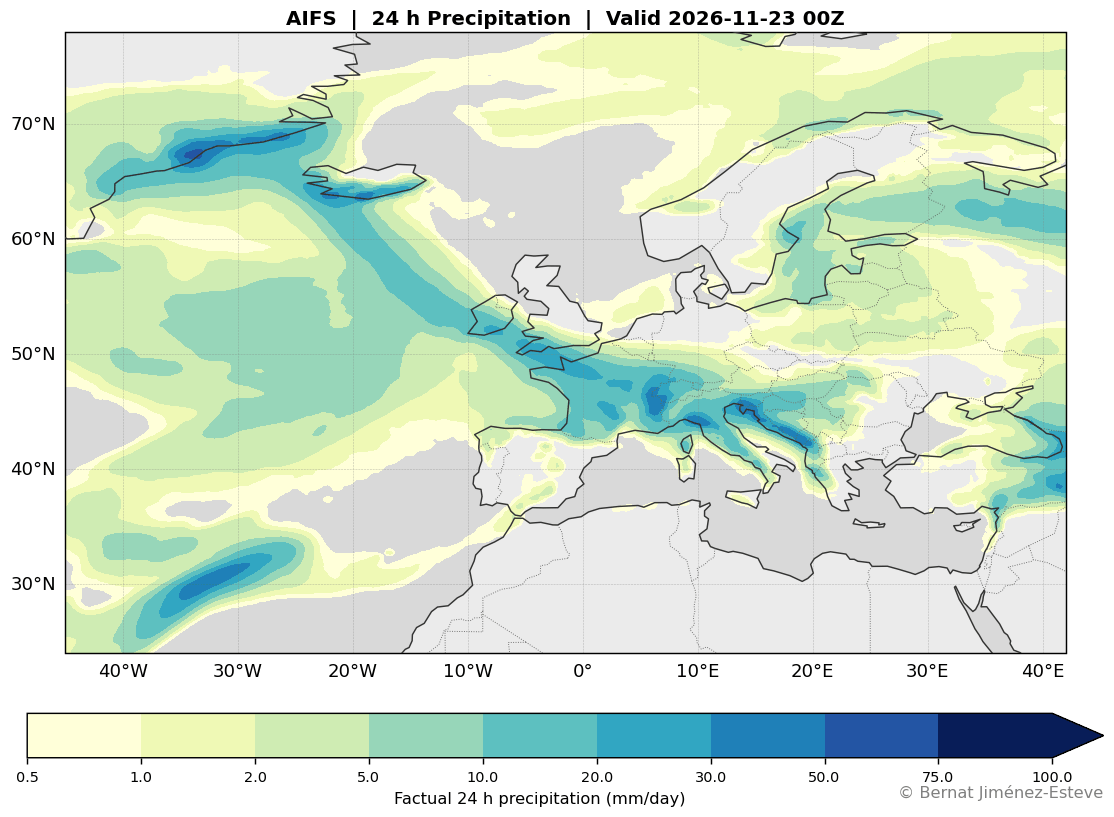 AIFS | 24 h Precipitation | Valid 2026-11-23 00Z
70°N
60°N
50°N
40°N
30°N
40°W 30°W 20°W 10°W 0° 10°E 20°E 30°E 40°E
0.5 1.0 2.0 5.0 10.0 20.0 30.0 50.0 75.0 100.0
Factual 24 h precipitation (mm/day)
© Bernat Jiménez-Esteve